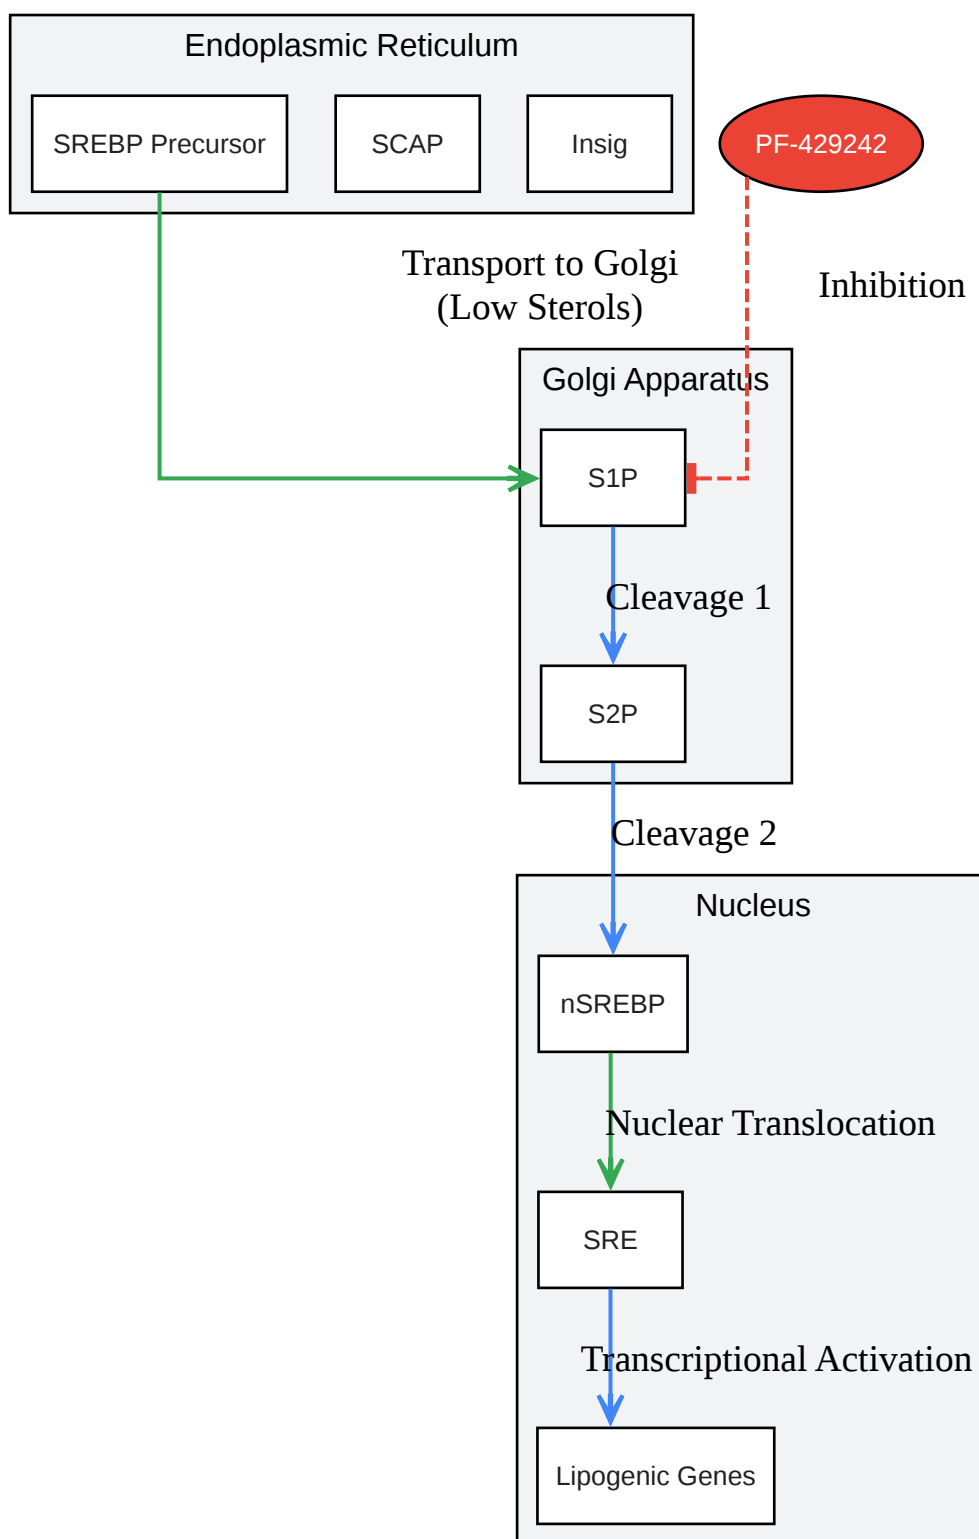 Endoplasmic Reticulum
SREBP Precursor
SCAP
Insig
PF-429242
Transport to Golgi
(Low Sterols)
Inhibition
Golgi Apparatus
S1P
Cleavage 1
S2P
Cleavage 2
Nucleus
nSREBP
Nuclear Translocation
SRE
Transcriptional Activation
Lipogenic Genes